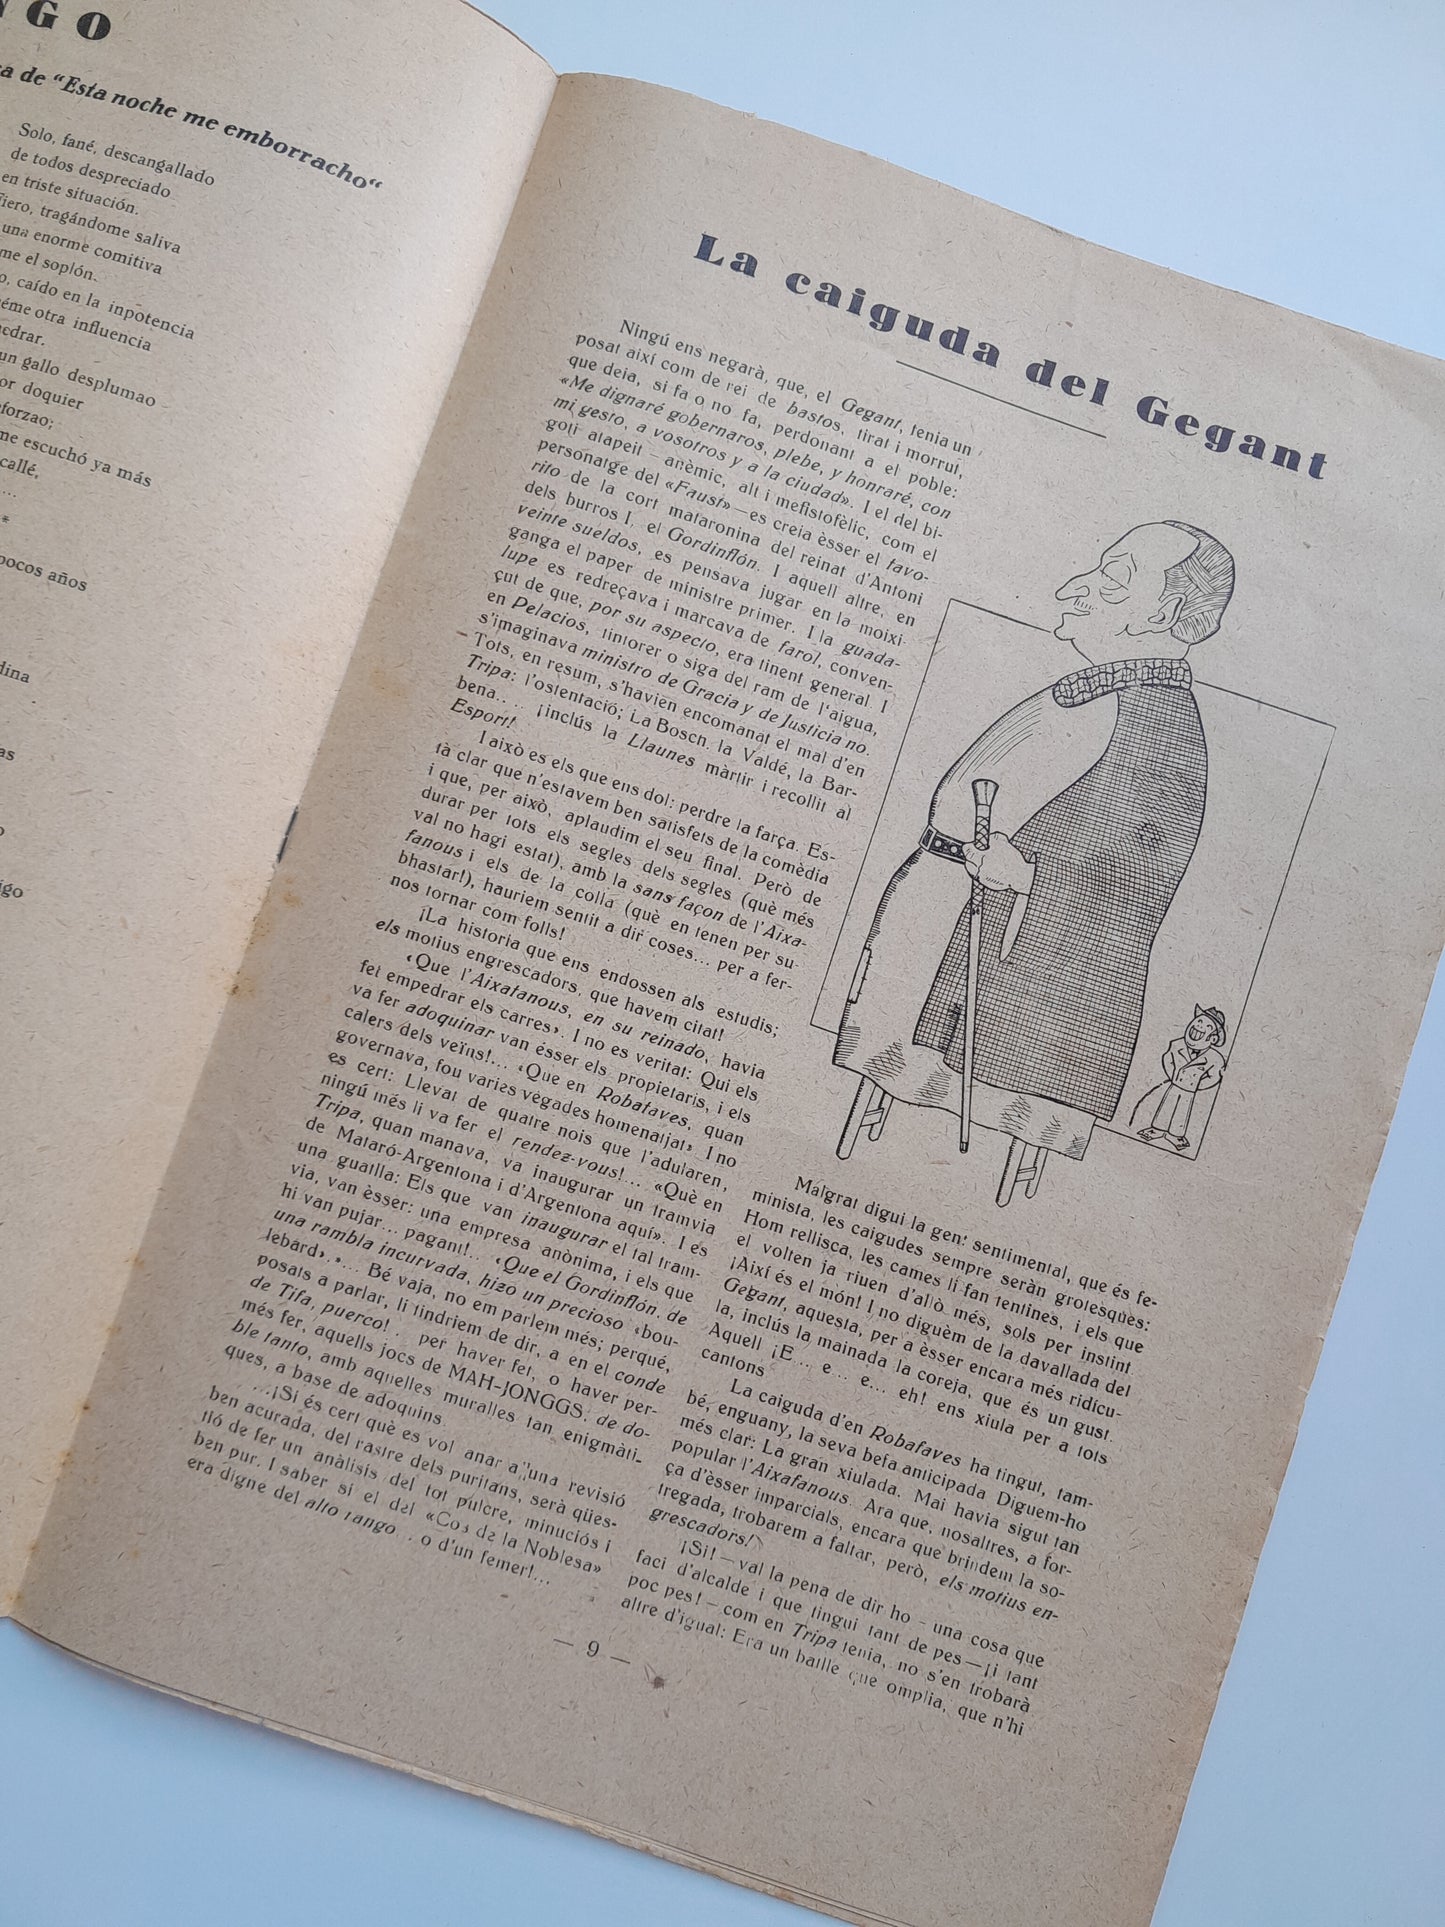 NGO
a de “Esta noche me emborracho“
Solo, fané, descangallado
de todos despreciado
en triste situación.
fiero, tragándome saliva
una enorme comitiva
me el soplón.
o, caído en la inpotencia
éme otra influencia
edrar.
un gallo desplumao
or doquier
forzao;
me escuchó ya más
callé,
....
*
pocos años
dina
as
o
igo
La caiguda del Gegant
Ningú ens negarà, que, el Gegant, tenia un
posat així com de rei de bastos, tirat i morrut,
que deia, si fa o no fa, perdonant a el poble:
«Me dignaré gobernaros, plebe, y honraré, con
mi gesto, a vosotros y a la ciudad». I el del bi-
goti atapeit — anèmic, alt i mefistofèlic, com el
personatge del «Faust» — es creia èsser el favo-
rito de la cort mataronina del reinat d'Antoni
dels burros I, el Gordinflón. I aquell altre, en
veinte sueldos, es pensava jugar en la moixi-
ganga el paper de ministre primer. I la guada-
lupe es redreçava i marcava de farol, conven-
çut de que, por su aspecto, era tinent general. I
en Pelacios, tintorer o siga del ram de l'aigua,
s'imaginava ministro de Gracia y de Justicia no.
Tots, en resum, s'havien encomanat el mal d'en
Tripa: l'ostentació; La Bosch, la Valdé, la Bar-
bena.. .. ¡inclús la Llaunes màrtir i recollit al
Esport!
I això es els que ens dol: perdre la farça. Es-
tà clar que n'estavem ben satisfets de la comèdia
i que, per això, aplaudim el seu final. Però de
durar per tots els segles dels segles (què més
val no hagi estat), amb la sans façon de l'Aixa-
fanous i els de la colla (què en tenen per su-
bhastar!), hauriem sentit a dir coses... per a fer-
nos tornar com folls!
¡La historia que ens endossen als estudis;
els motius engrescadors, que havem citat!
‹Que l'Aixatanous, en su reinado, havia
fet empedrar els carres›. I no es veritat: Qui els
va fer adoquinar van ésser els propietaris, i els
calers dels veïns!... ‹Que en Robafaves, quan
governava, fou varies vègades homenatjat› I no
es cert: Llevat de quatre nois que l'adularen,
ningú més li va fer el rendez-vous!... «Què en
Tripa, quan manava, va inaugurar un tramvia
de Mataró-Argentona i d'Argentona aquí». I és
una guatlla: Els que van inaugurar el tal tram-
via, van èsser: una empresa anònima, i els que
hi van pujar... pagant!.. ‹Que el Gordinflón, de
una rambla incurvada, hizo un precioso «bou-
lebard›.*... Bé vaja, no em parlem més; perqué,
posats a parlar, li tindriem de dir, a en el conde
de Tifa, puerco!. per haver fet, o haver per-
més fer, aquells jocs de MAH-JONGGS, de do-
ble tanto, amb aquelles muralles tan enigmàti-
ques, a base de adoquins.
...¡Si és cert què es vol anar a una revisió
ben acurada, del rastre dels puritans, serà qües-
tió de fer un anàlisis del tot pulcre, minuciós i
ben pur. I saber si el del «Cos de la Noblesa»
era digne del alto tango... o d'un femer!...
Malgrat digui la gent sentimental, que és fe-
minista, les caigudes sempre seràn grotesques:
Hom rellisca, les cames li fan tentines, i els que
el volten ja riuen d'allò més, sols per instint
¡Així és el món! I no diguèm de la davallada del
Gegant, aquesta, per a èsser encara més ridícu-
la, inclús la mainada la coreja, que és un gust.
Aquell ¡E... e... e... eh! ens xiula per a tots
cantons
La caiguda d'en Robafaves ha tingut, tam-
bé, enguany, la seva befa anticipada Diguem-ho
més clar: La gran xiulada. Mai havia sigut tan
popular l'Aixafanous. Ara que, nosaltres, a for-
ça d'èsser imparcials, encara que brindem la so-
tregada, trobarem a faltar, però, els motius en-
grescadors!
¡Si! — val la pena de dir ho - una cosa que
faci d'alcalde i que tingui tant de pes — ¡i tant
poc pes! — com en Tripa tenia, no s'en trobarà
altre d'igual: Era un batlle que omplia, que n'hi
— 9 —